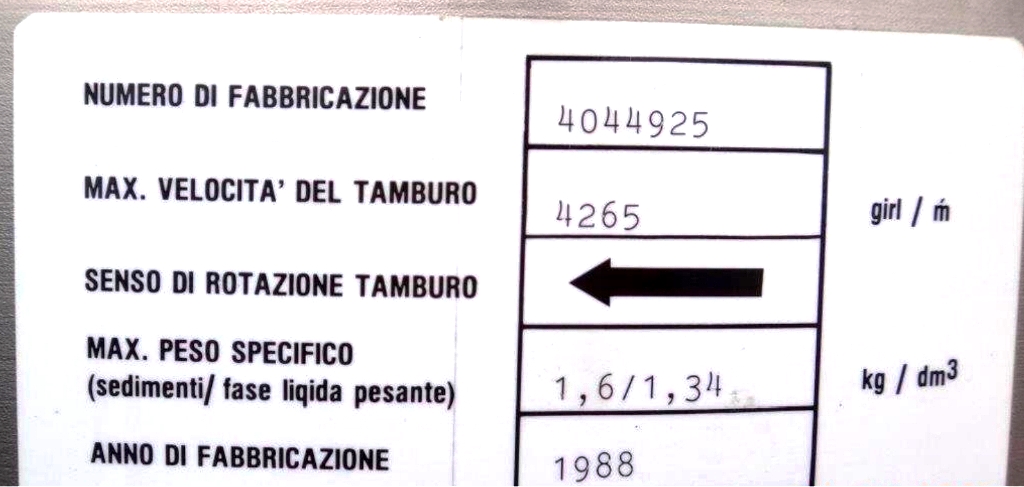 NUMERO DI FABBRICAZIONE 4044925
MAX. VELOCITA' DEL TAMBURO 4265 girl / ḿ
SENSO DI ROTAZIONE TAMBURO
MAX. PESO SPECIFICO
(sedimenti/ fase liqida pesante) 1,6/1,34 kg / dm³
ANNO DI FABBRICAZIONE 1988